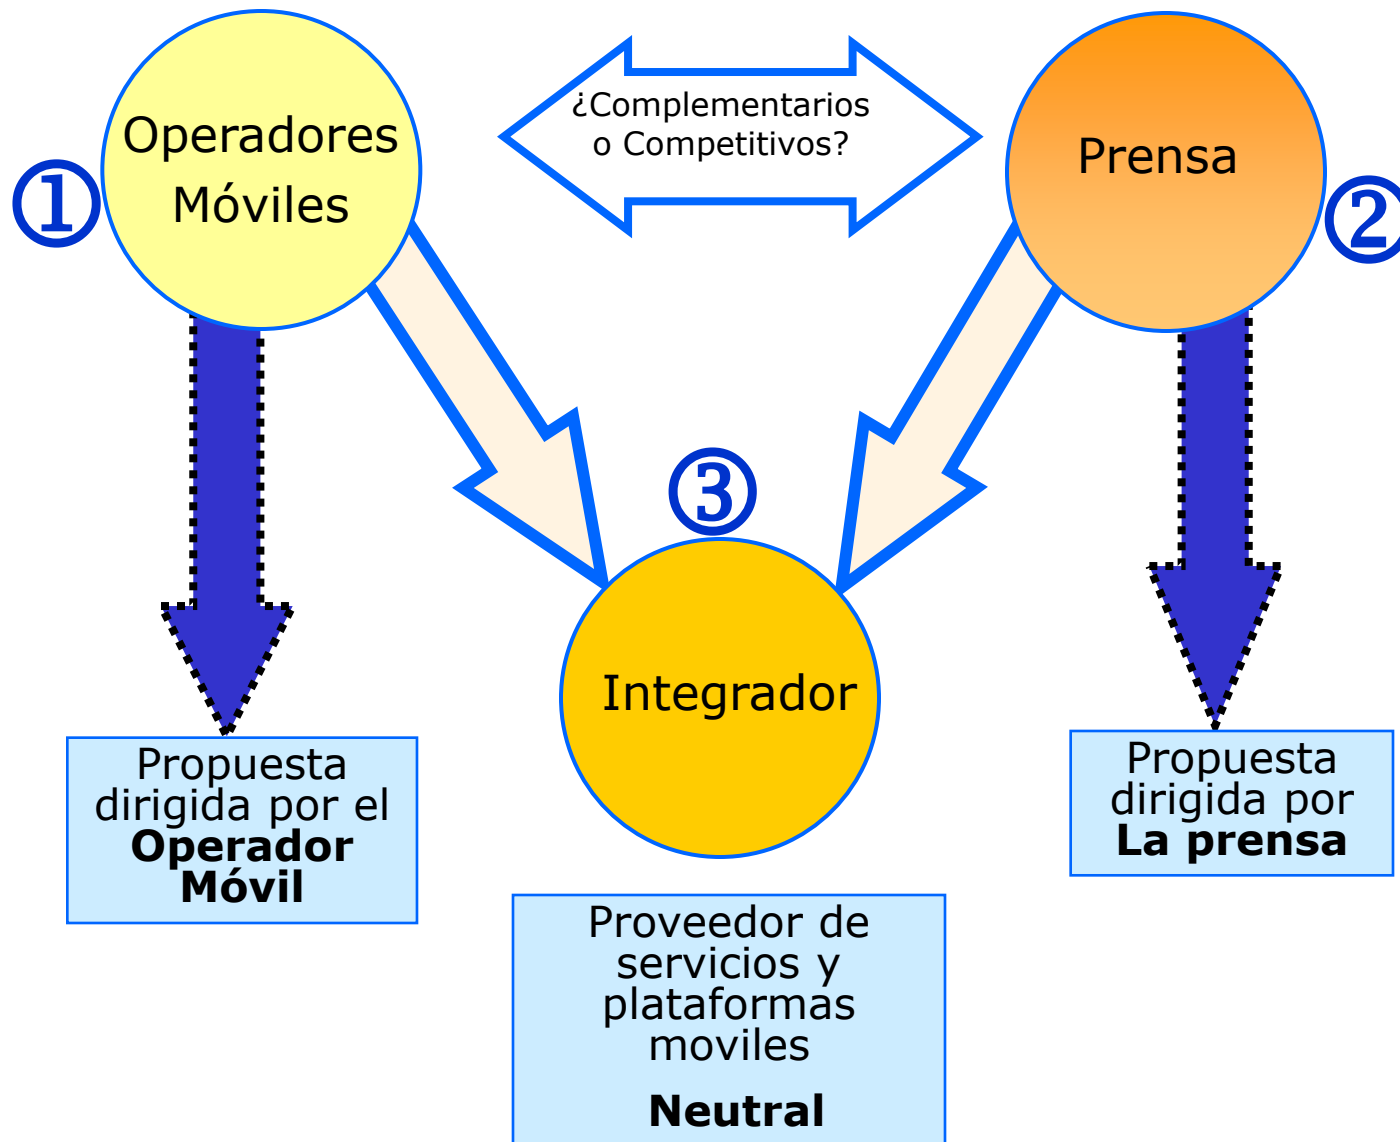 Operadores
Móviles
①
¿Complementarios
o Competitivos?
Prensa
②
③
Integrador
Propuesta
dirigida por el
Operador
Móvil
Propuesta
dirigida por
La prensa
Proveedor de
servicios y
plataformas
moviles
Neutral